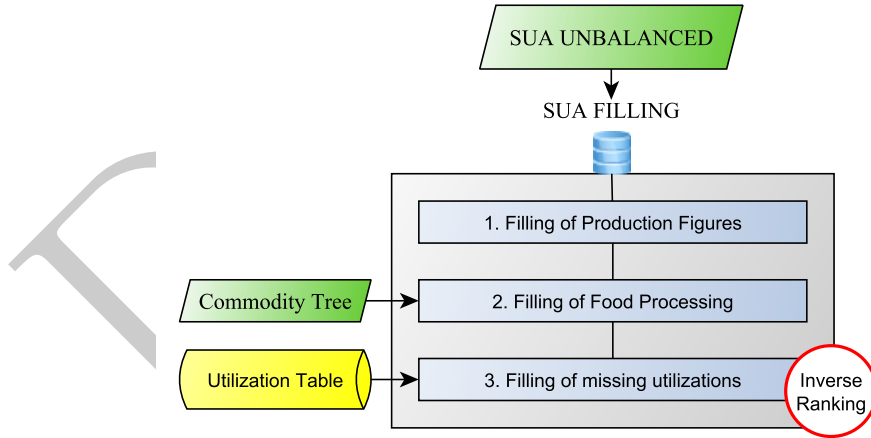 SUA UNBALANCED
SUA FILLING
1. Filling of Production Figures
Commodity Tree
2. Filling of Food Processing
Utilization Table
3. Filling of missing utilizations
Inverse
Ranking